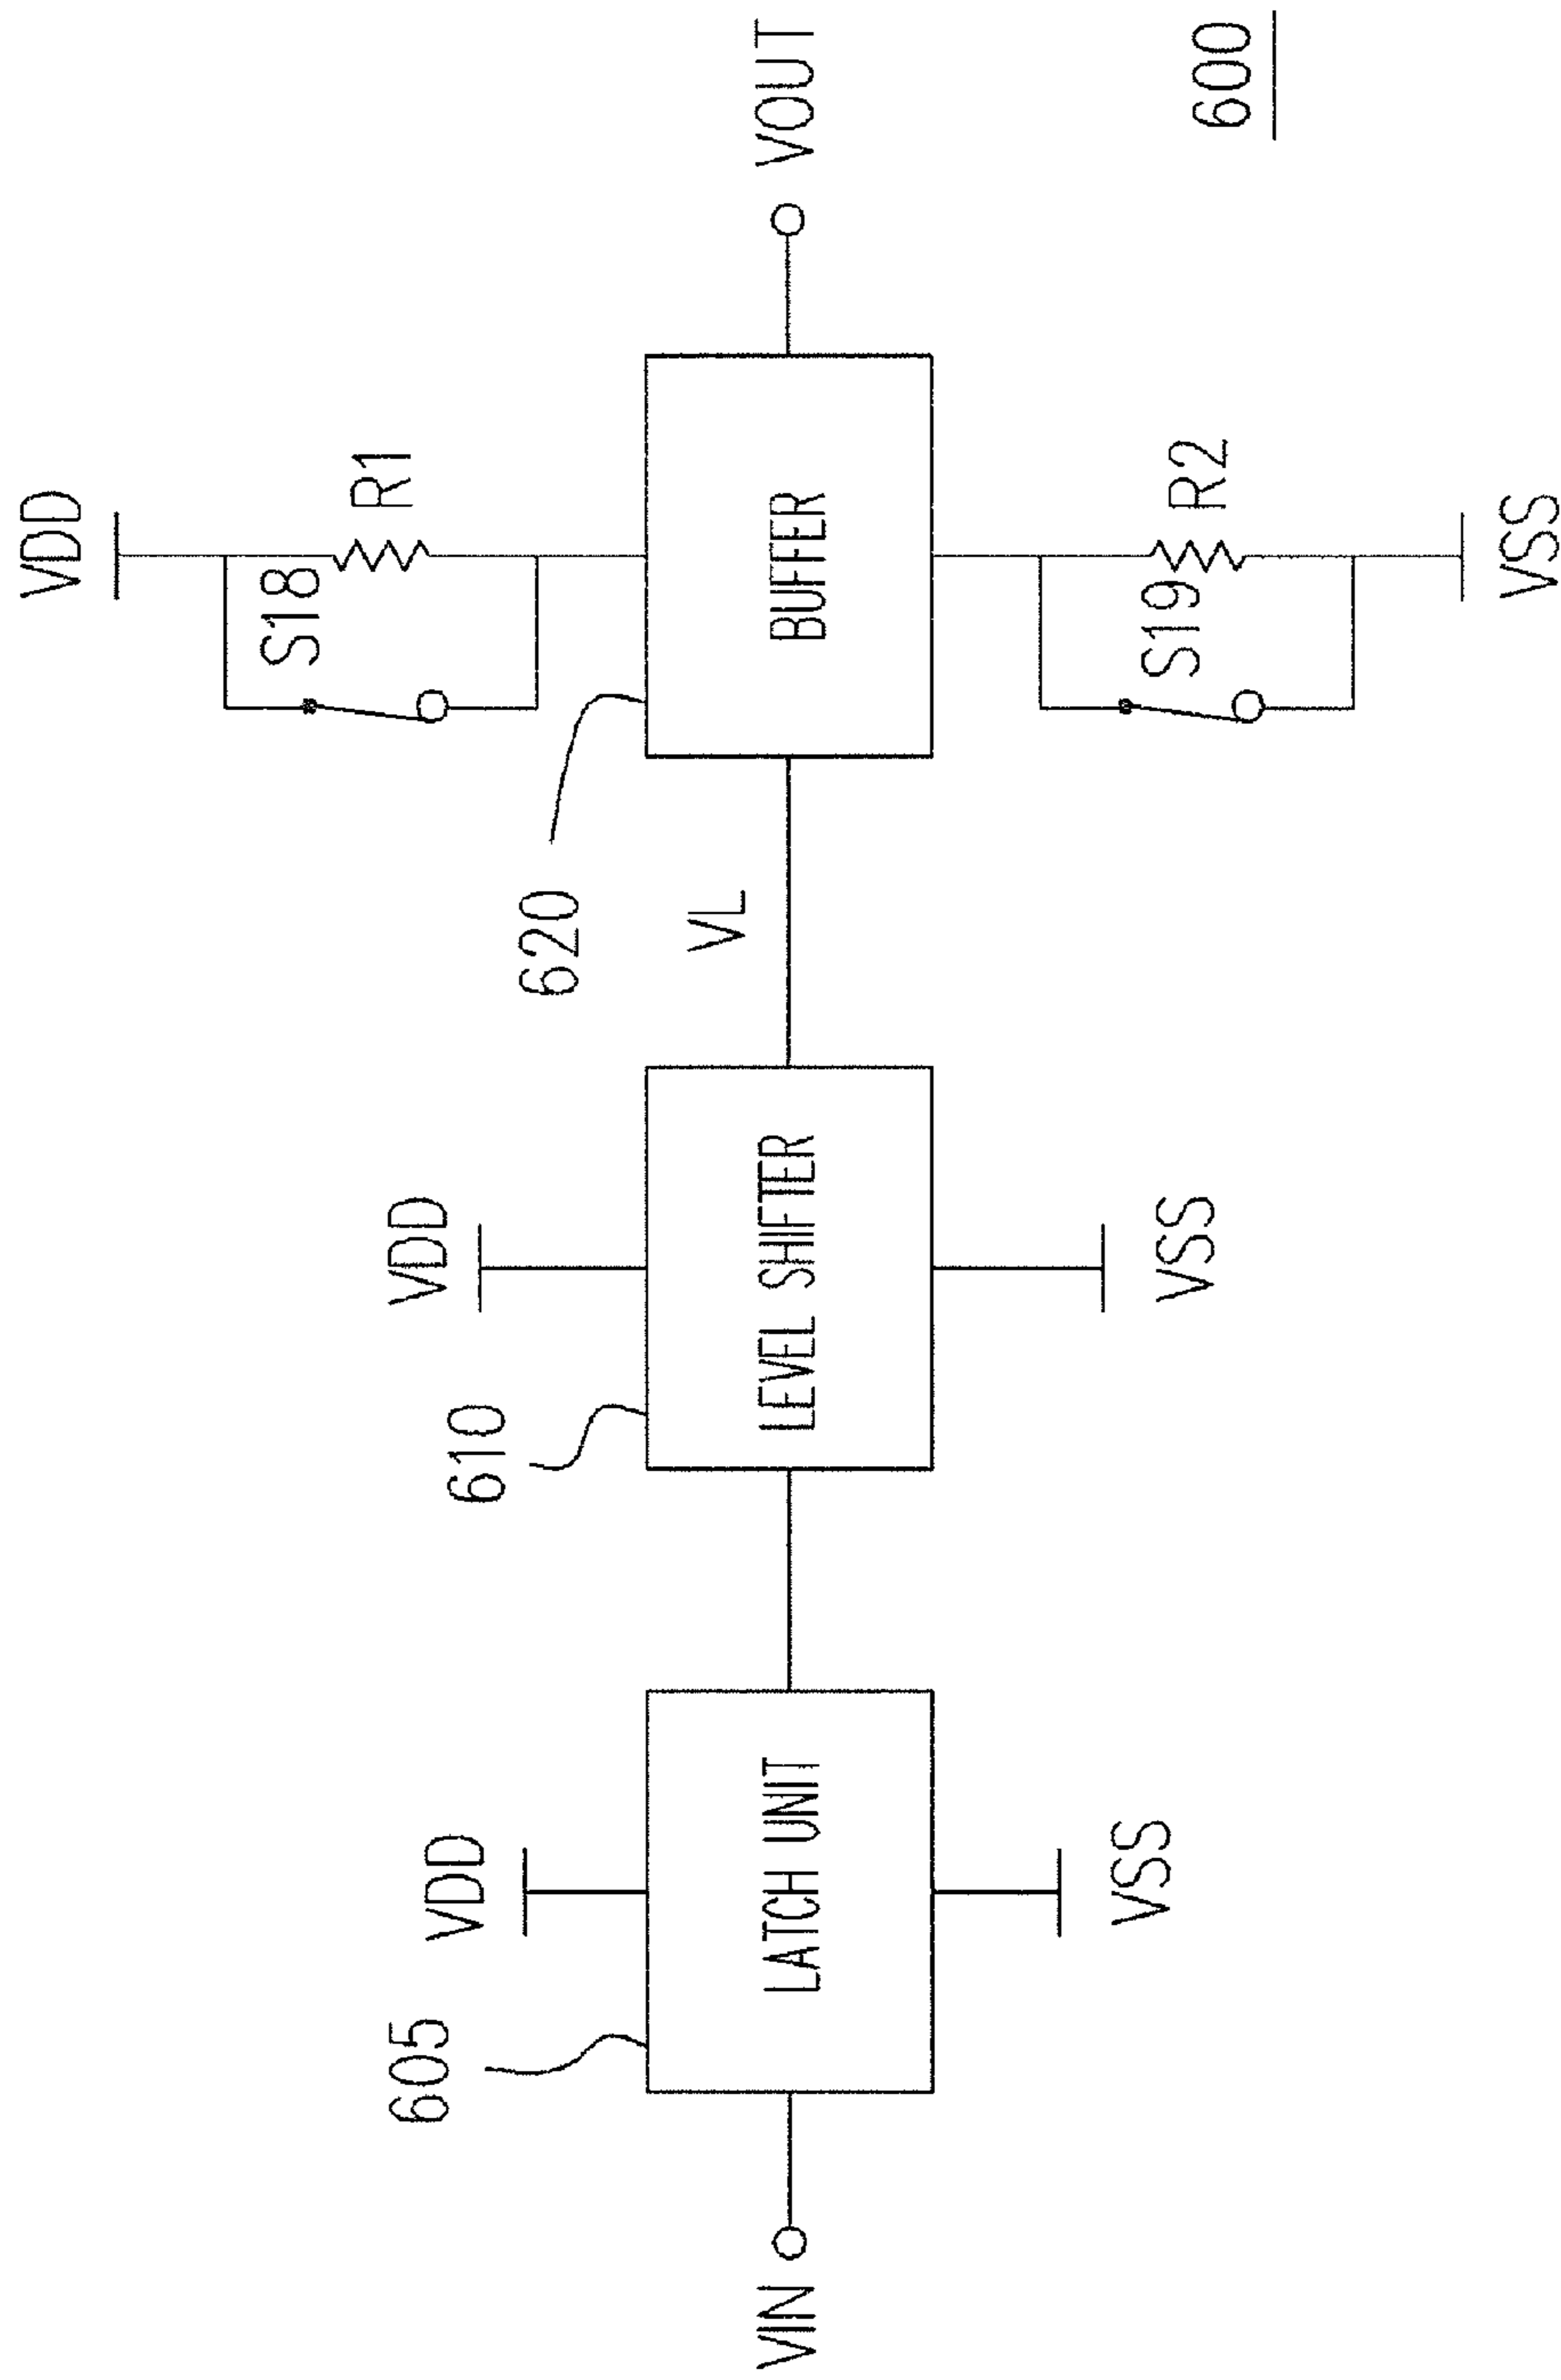 VDD
S18
R1
620
VL
BUFFER
VOUT
S19
R2
VSS
VDD
610
LEVEL SHIFTER
VSS
VDD
605
LATCH UNIT
VSS
VIN
600